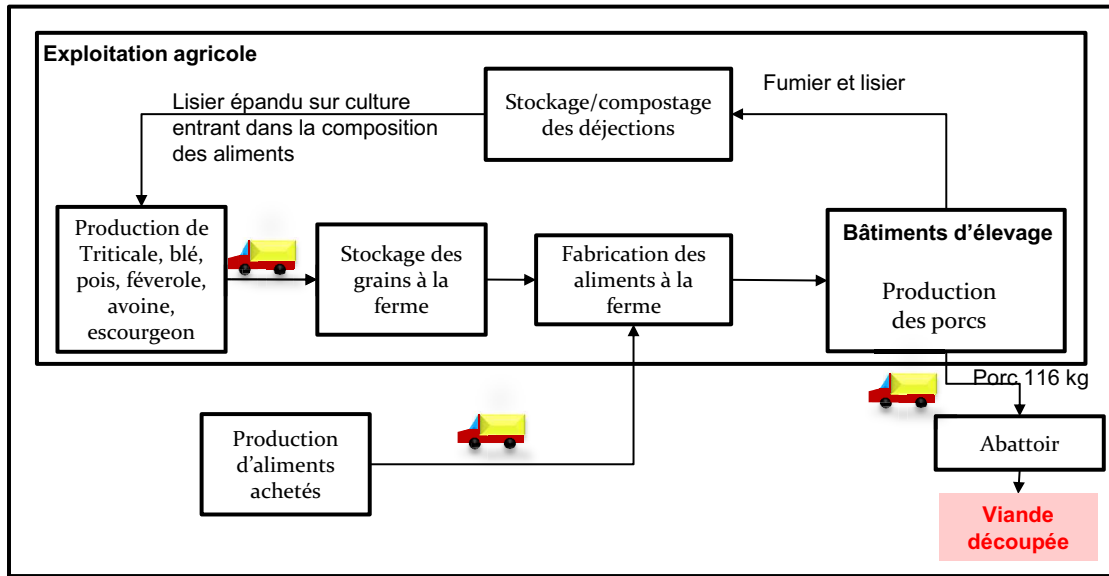 Exploitation agricole
Fumier et lisier
Lisier épandu sur culture
entrant dans la composition
des aliments
Stockage/compostage
des déjections
Production de
Triticale, blé,
pois, féverole,
avoine,
escourgeon
Stockage des
grains à la
ferme
Fabrication des
aliments à la
ferme
Bâtiments d'élevage
Production
des porcs
Porc 116 kg
Production
d'aliments
achetés
Abattoir
Viande
découpée